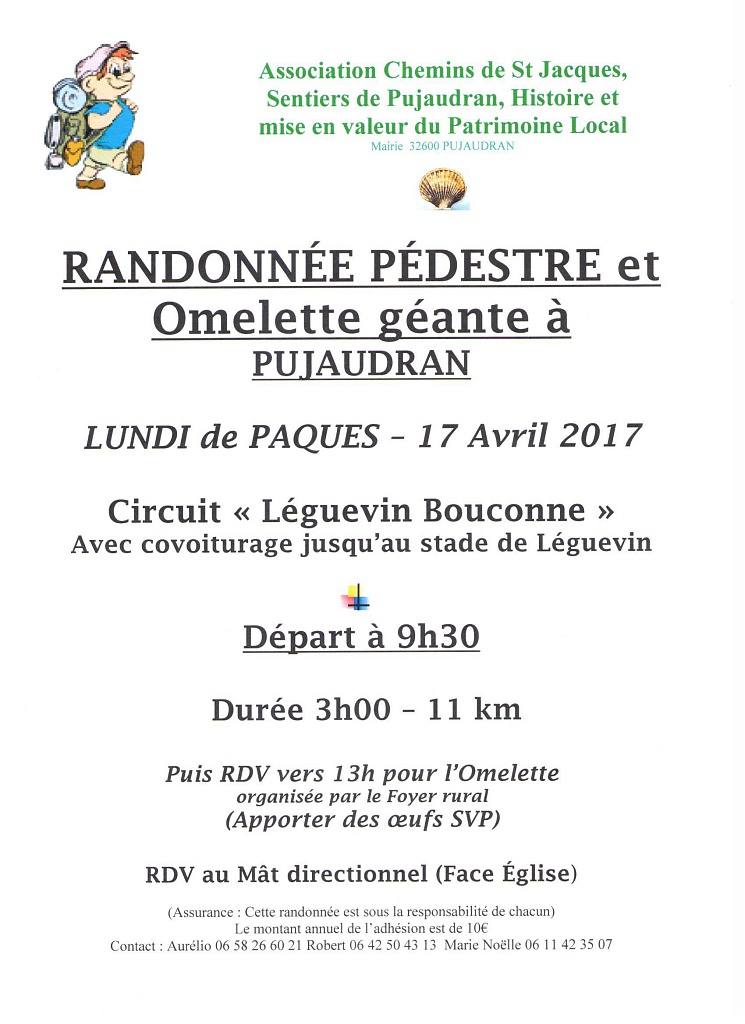 Association Chemins de St Jacques,
Sentiers de Pujaudran, Histoire et
mise en valeur du Patrimoine Local
Mairie 32600 PUJAUDRAN
RANDONNÉE PÉDESTRE et
Omelette géante à
PUJAUDRAN
LUNDI de PAQUES – 17 Avril 2017
Circuit « Léguevin Bouconne »
Avec covoiturage jusqu'au stade de Léguevin
Départ à 9h30
Durée 3h00 – 11 km
Puis RDV vers 13h pour l'Omelette
organisée par le Foyer rural
(Apporter des œufs SVP)
RDV au Mât directionnel (Face Église)
(Assurance : Cette randonnée est sous la responsabilité de chacun)
Le montant annuel de l'adhésion est de 10€
Contact : Aurélio 06 58 26 60 21 Robert 06 42 50 43 13 Marie Noëlle 06 11 42 35 07